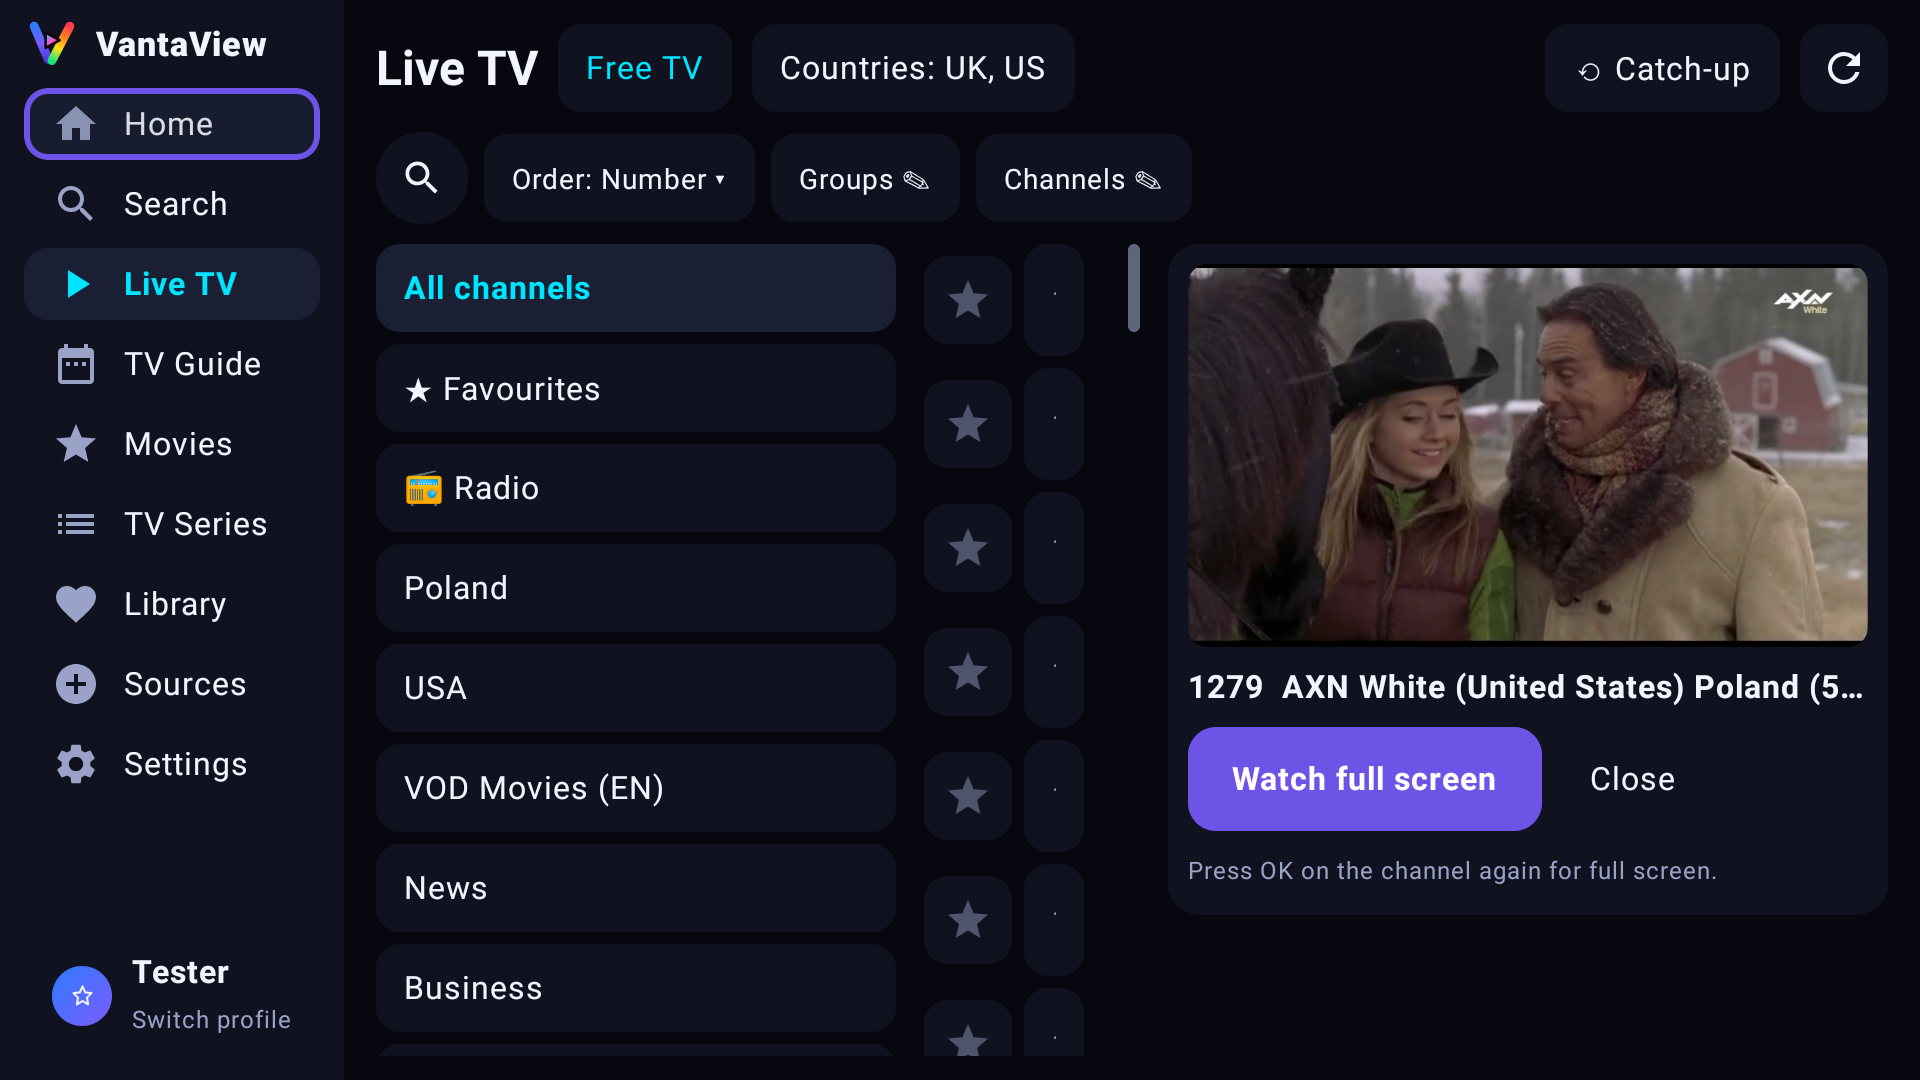 VantaView
Home
Search
Live TV
TV Guide
Movies
TV Series
Library
Sources
Settings
Tester
Switch profile
Live TV
Free TV
Countries: UK, US
Catch-up
Order: Number
Groups
Channels
All channels
Favourites
Radio
Poland
USA
VOD Movies (EN)
News
Business
AXN
White
1279 AXN White (United States) Poland (5…
Watch full screen
Close
Press OK on the channel again for full screen.